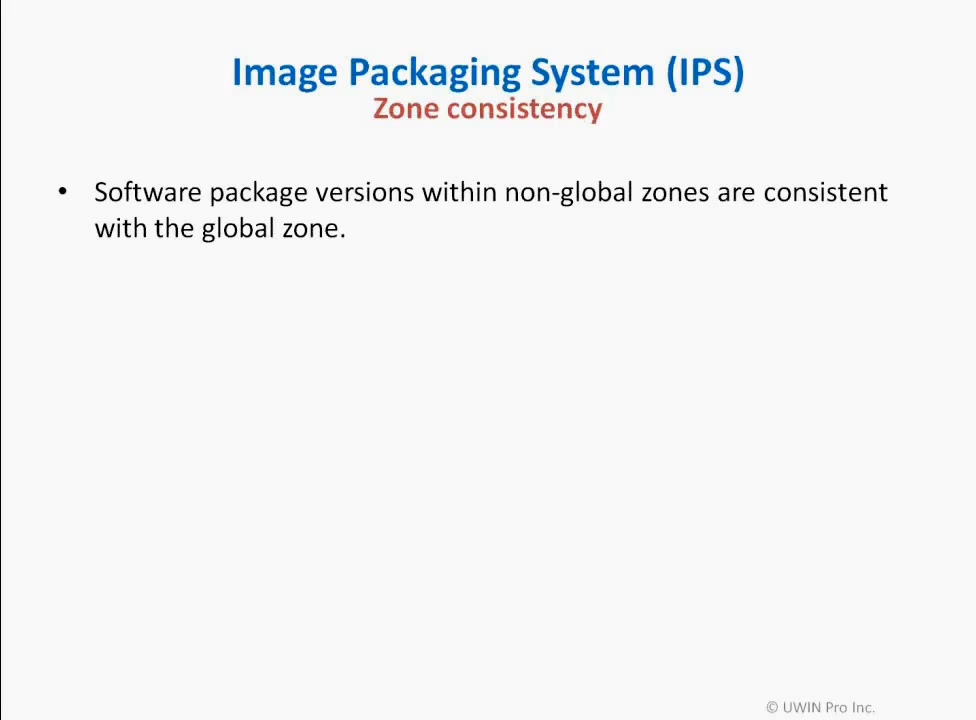 Image Packaging System (IPS)
Zone consistency
• Software package versions within non-global zones are consistent
with the global zone.
© UWIN Pro Inc.